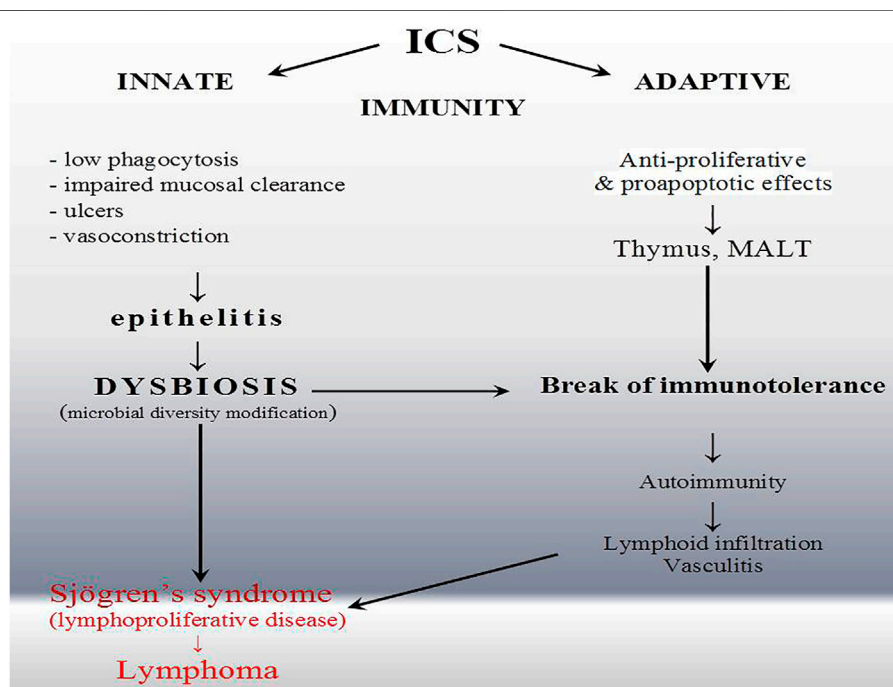 ICS
INNATE
ADAPTIVE
IMMUNITY
- low phagocytosis
- impaired mucosal clearance
- ulcers
- vasoconstriction
epithelitis
DYSBIOSIS
(microbial diversity modification)
Anti-proliferative
& proapoptotic effects
Thymus, MALT
Break of immunotolerance
Autoimmunity
Lymphoid infiltration
Vasculitis
Sjögren's syndrome
(lymphoproliferative disease)
Lymphoma